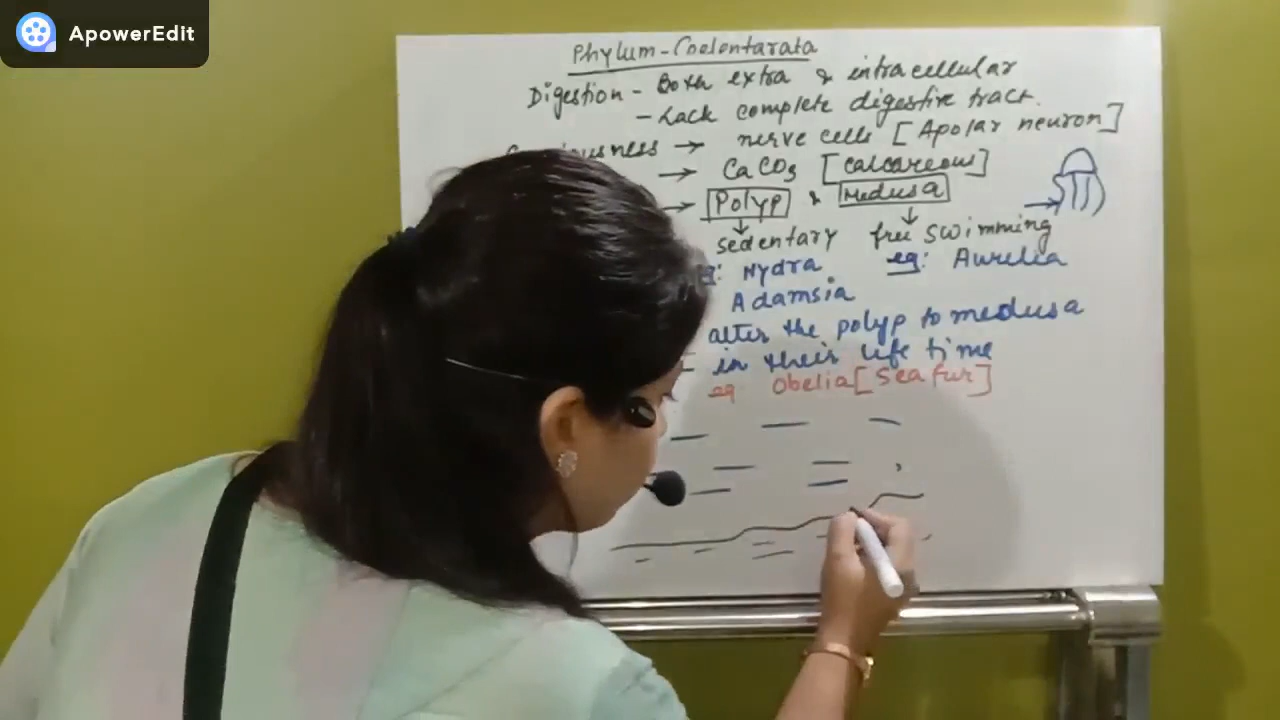 ApowerEdit
Phylum-Coelentarata
Digestion - Both extra & intracellular
- Lack complete digestive tract.
→ nerve cells [Apolar neuron]
→ CaCO3 [calcareous]
→ Polyp & Medusa
sedentary free swimming
eg: Hydra eg: Aurelia
Adamsia
alter the polyp to medusa
in their life time
eg Obelia [Sea fur]